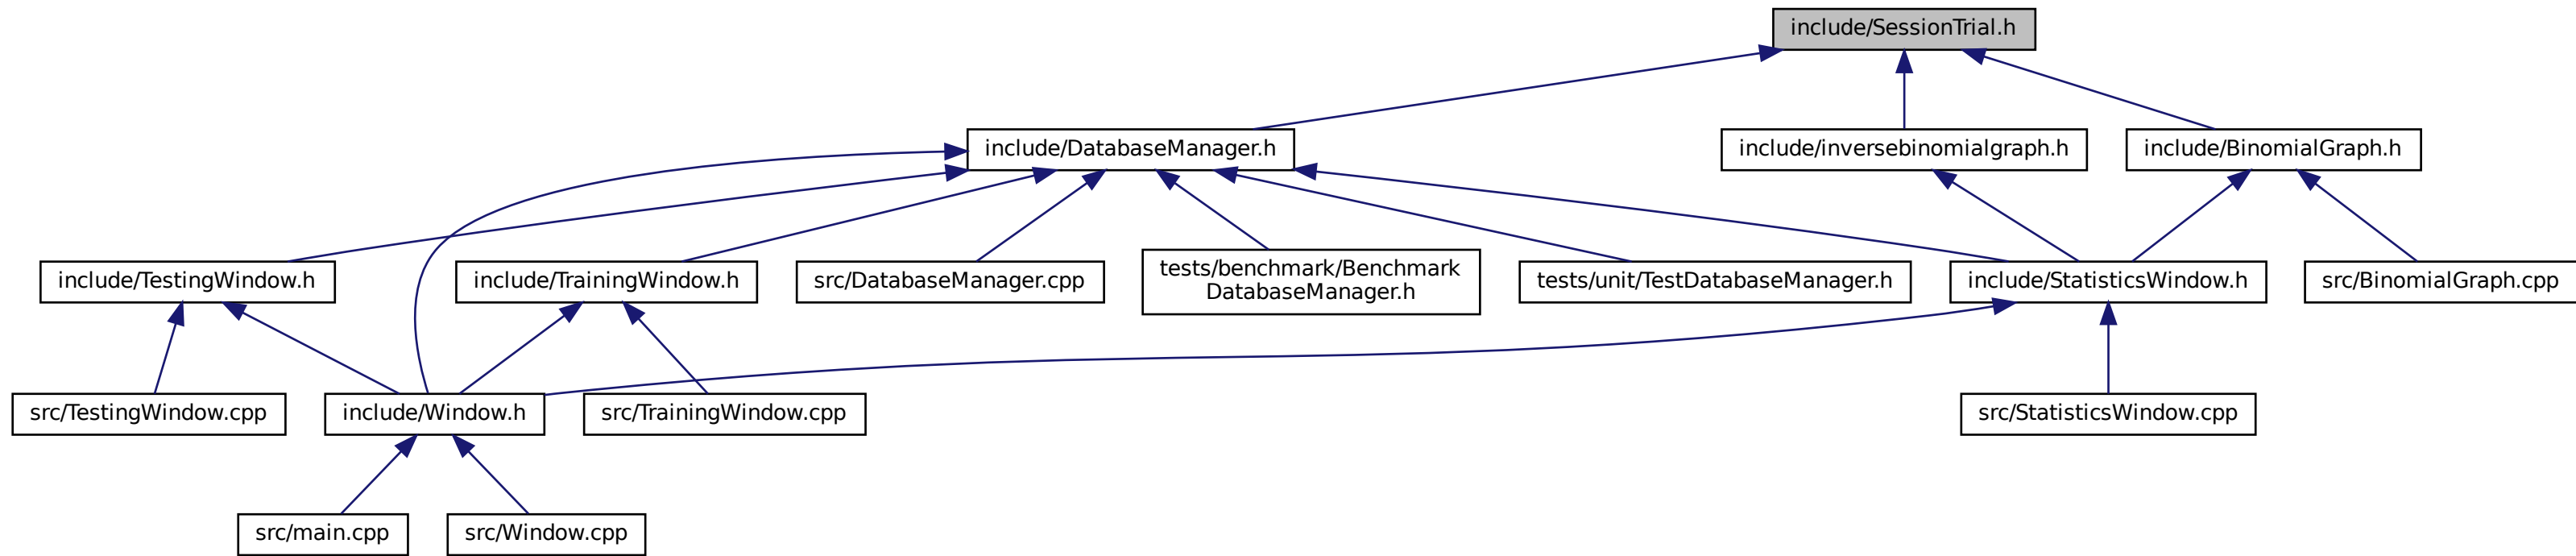 include/SessionTrial.h
include/DatabaseManager.h
include/inversebinomialgraph.h
include/BinomialGraph.h
include/TestingWindow.h
include/TrainingWindow.h
src/DatabaseManager.cpp
tests/benchmark/Benchmark
DatabaseManager.h
tests/unit/TestDatabaseManager.h
include/StatisticsWindow.h
src/BinomialGraph.cpp
src/TestingWindow.cpp
include/Window.h
src/TrainingWindow.cpp
src/StatisticsWindow.cpp
src/main.cpp
src/Window.cpp